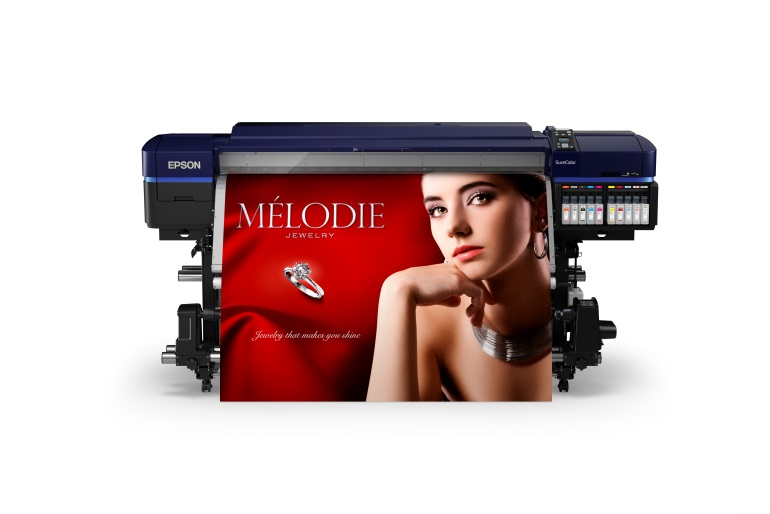 EPSON
SureColor
MÉLODIE
JEWELRY
Jewelry that makes you shine